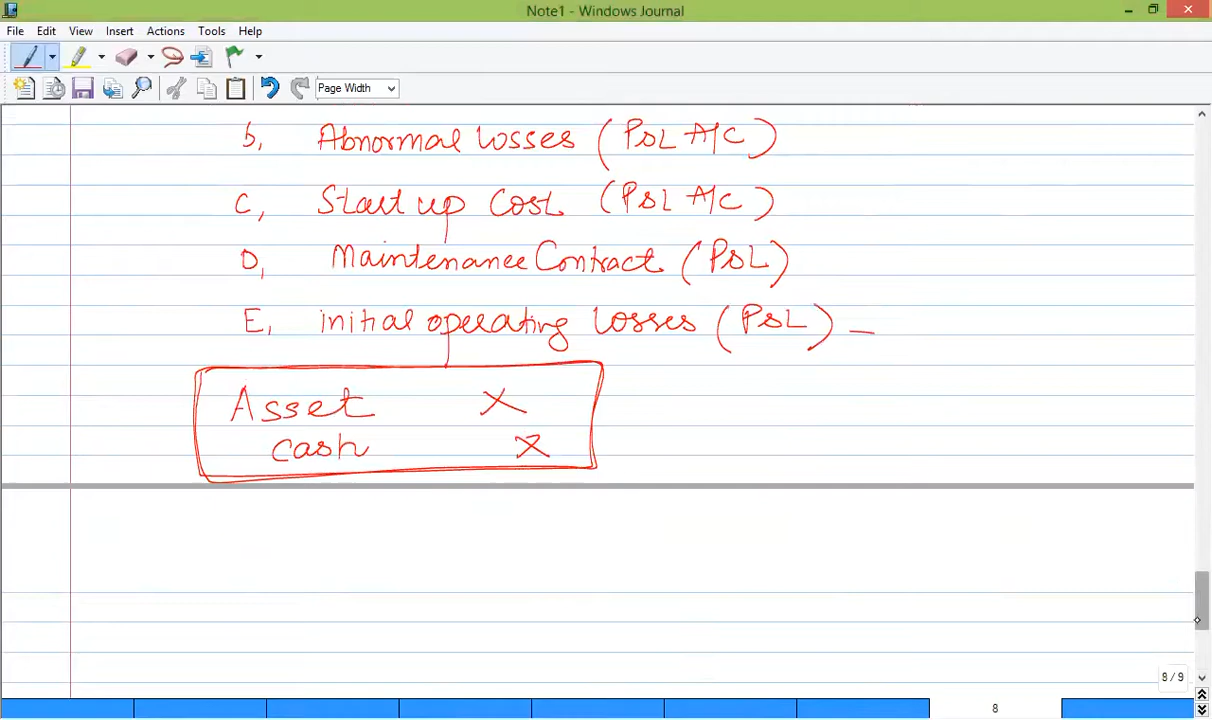 Note1 - Windows Journal
File Edit View Insert Actions Tools Help
Page Width
b, Abnormal losses (P&L A/C)
C, Start up Cost (P&L A/C)
D, Maintenance Contract (P&L)
E, initial operating losses (P&L) —
Asset X
cash X
8 / 9
8